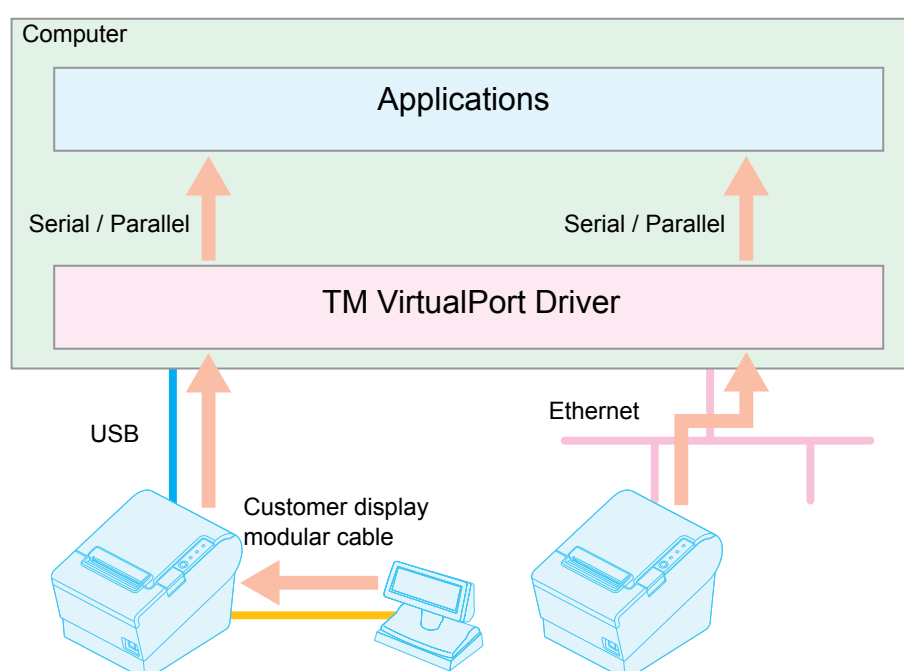 Computer
Applications
Serial / Parallel
Serial / Parallel
TM VirtualPort Driver
USB
Ethernet
Customer display
modular cable